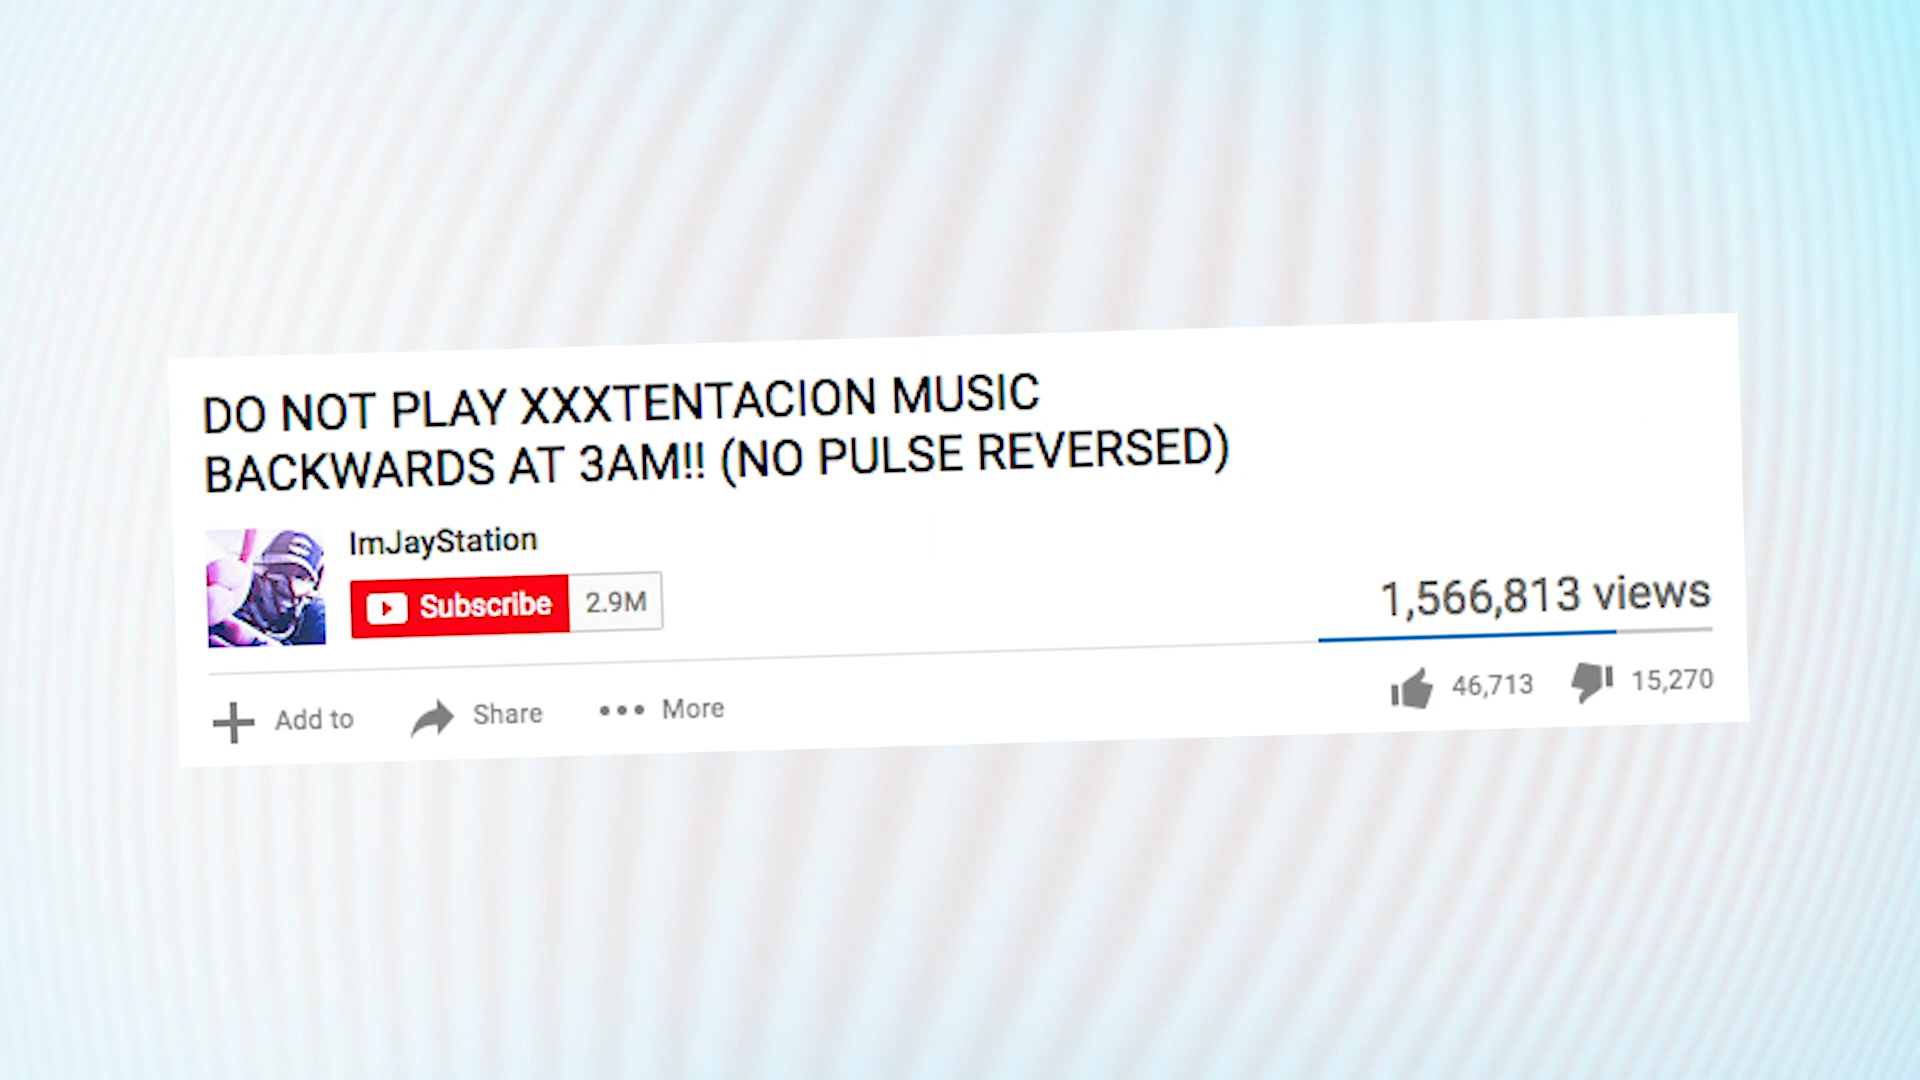 DO NOT PLAY XXXTENTACION MUSIC
BACKWARDS AT 3AM!! (NO PULSE REVERSED)
ImJayStation
Subscribe 2.9M
1,566,813 views
Add to Share More 46,713 15,270